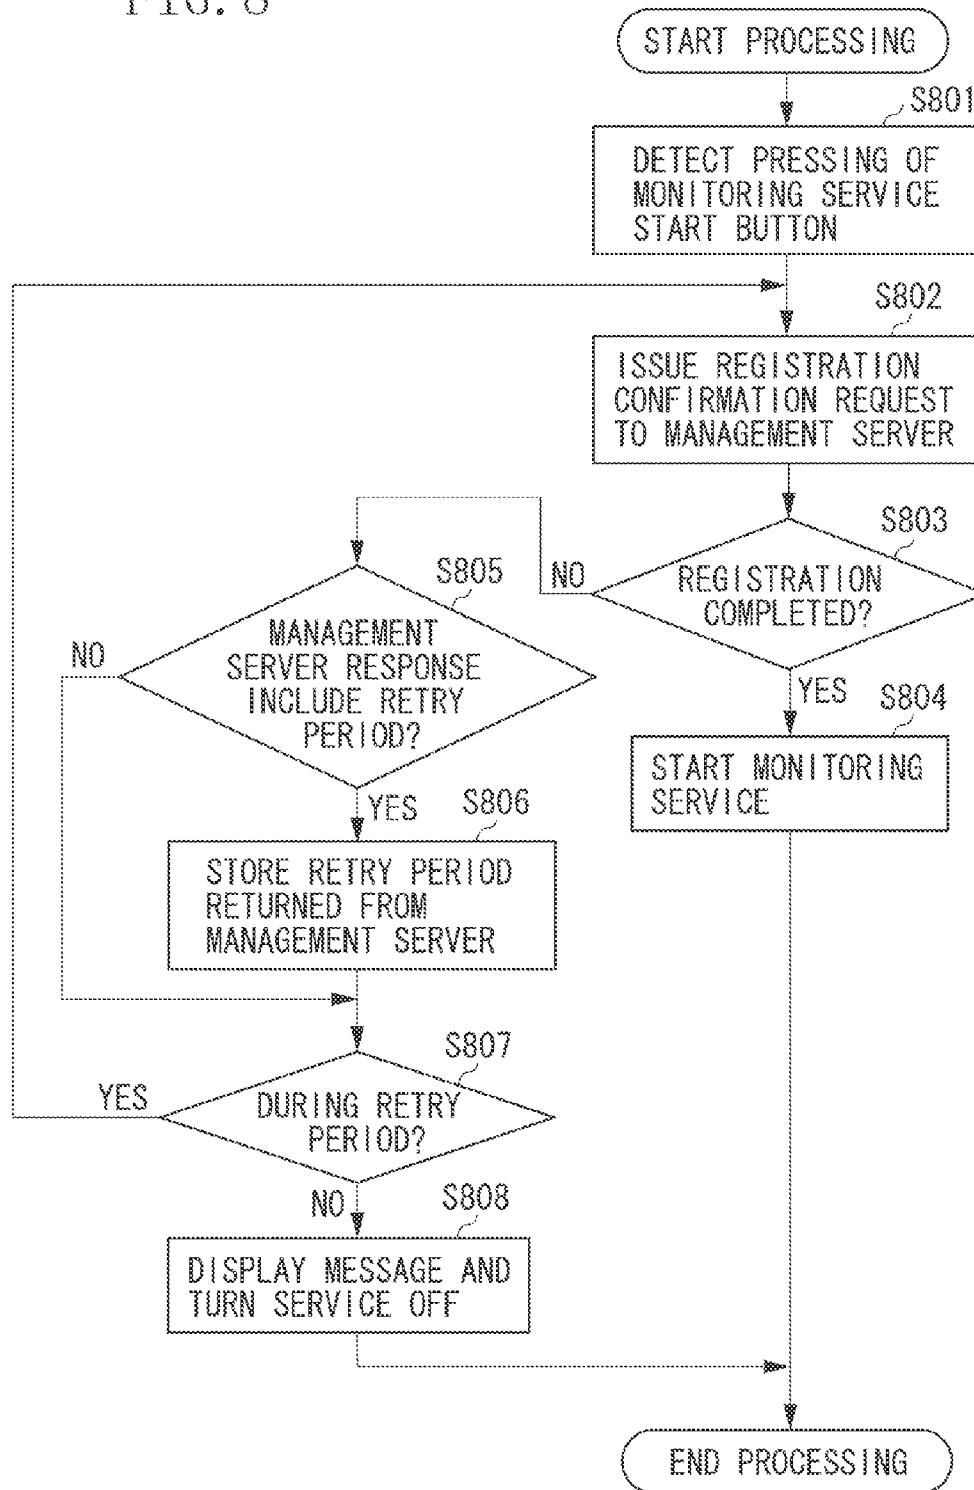 FIG. 8
START PROCESSING
S801
DETECT PRESSING OF
MONITORING SERVICE
START BUTTON
S802
ISSUE REGISTRATION
CONFIRMATION REQUEST
TO MANAGEMENT SERVER
S803
REGISTRATION
COMPLETED?
NO
YES
S804
START MONITORING
SERVICE
S805
MANAGEMENT
SERVER RESPONSE
INCLUDE RETRY
PERIOD?
NO
YES
S806
STORE RETRY PERIOD
RETURNED FROM
MANAGEMENT SERVER
S807
DURING RETRY
PERIOD?
YES
NO
S808
DISPLAY MESSAGE AND
TURN SERVICE OFF
END PROCESSING